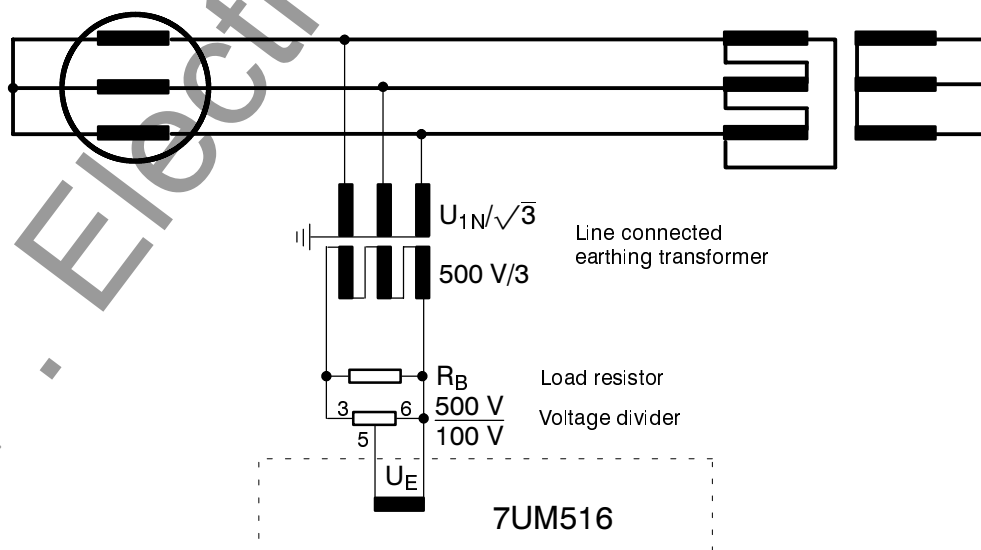 Electr
U1N/√3
Line connected
earthing transformer
500 V/3
RB
Load resistor
3
6
500 V
100 V
Voltage divider
5
UE
7UM516